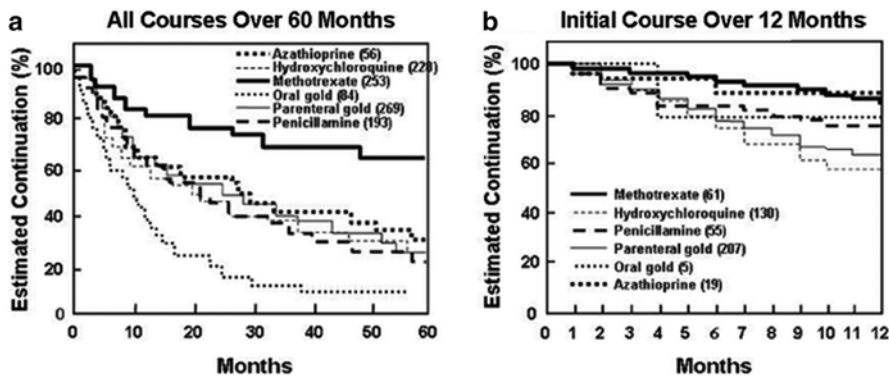 a
All Courses Over 60 Months
Estimated Continuation (%)
100
80
60
40
20
0
Azathioprine (56)
Hydroxychloroquine (228)
Methotrexate (253)
Oral gold (84)
Parenteral gold (269)
Penicillamine (193)
0 10 20 30 40 50 60
Months
b
Initial Course Over 12 Months
Estimated Continuation (%)
100
80
60
40
20
0
Methotrexate (61)
Hydroxychloroquine (130)
Penicillamine (55)
Parenteral gold (207)
Oral gold (5)
Azathioprine (19)
0 1 2 3 4 5 6 7 8 9 10 11 12
Months